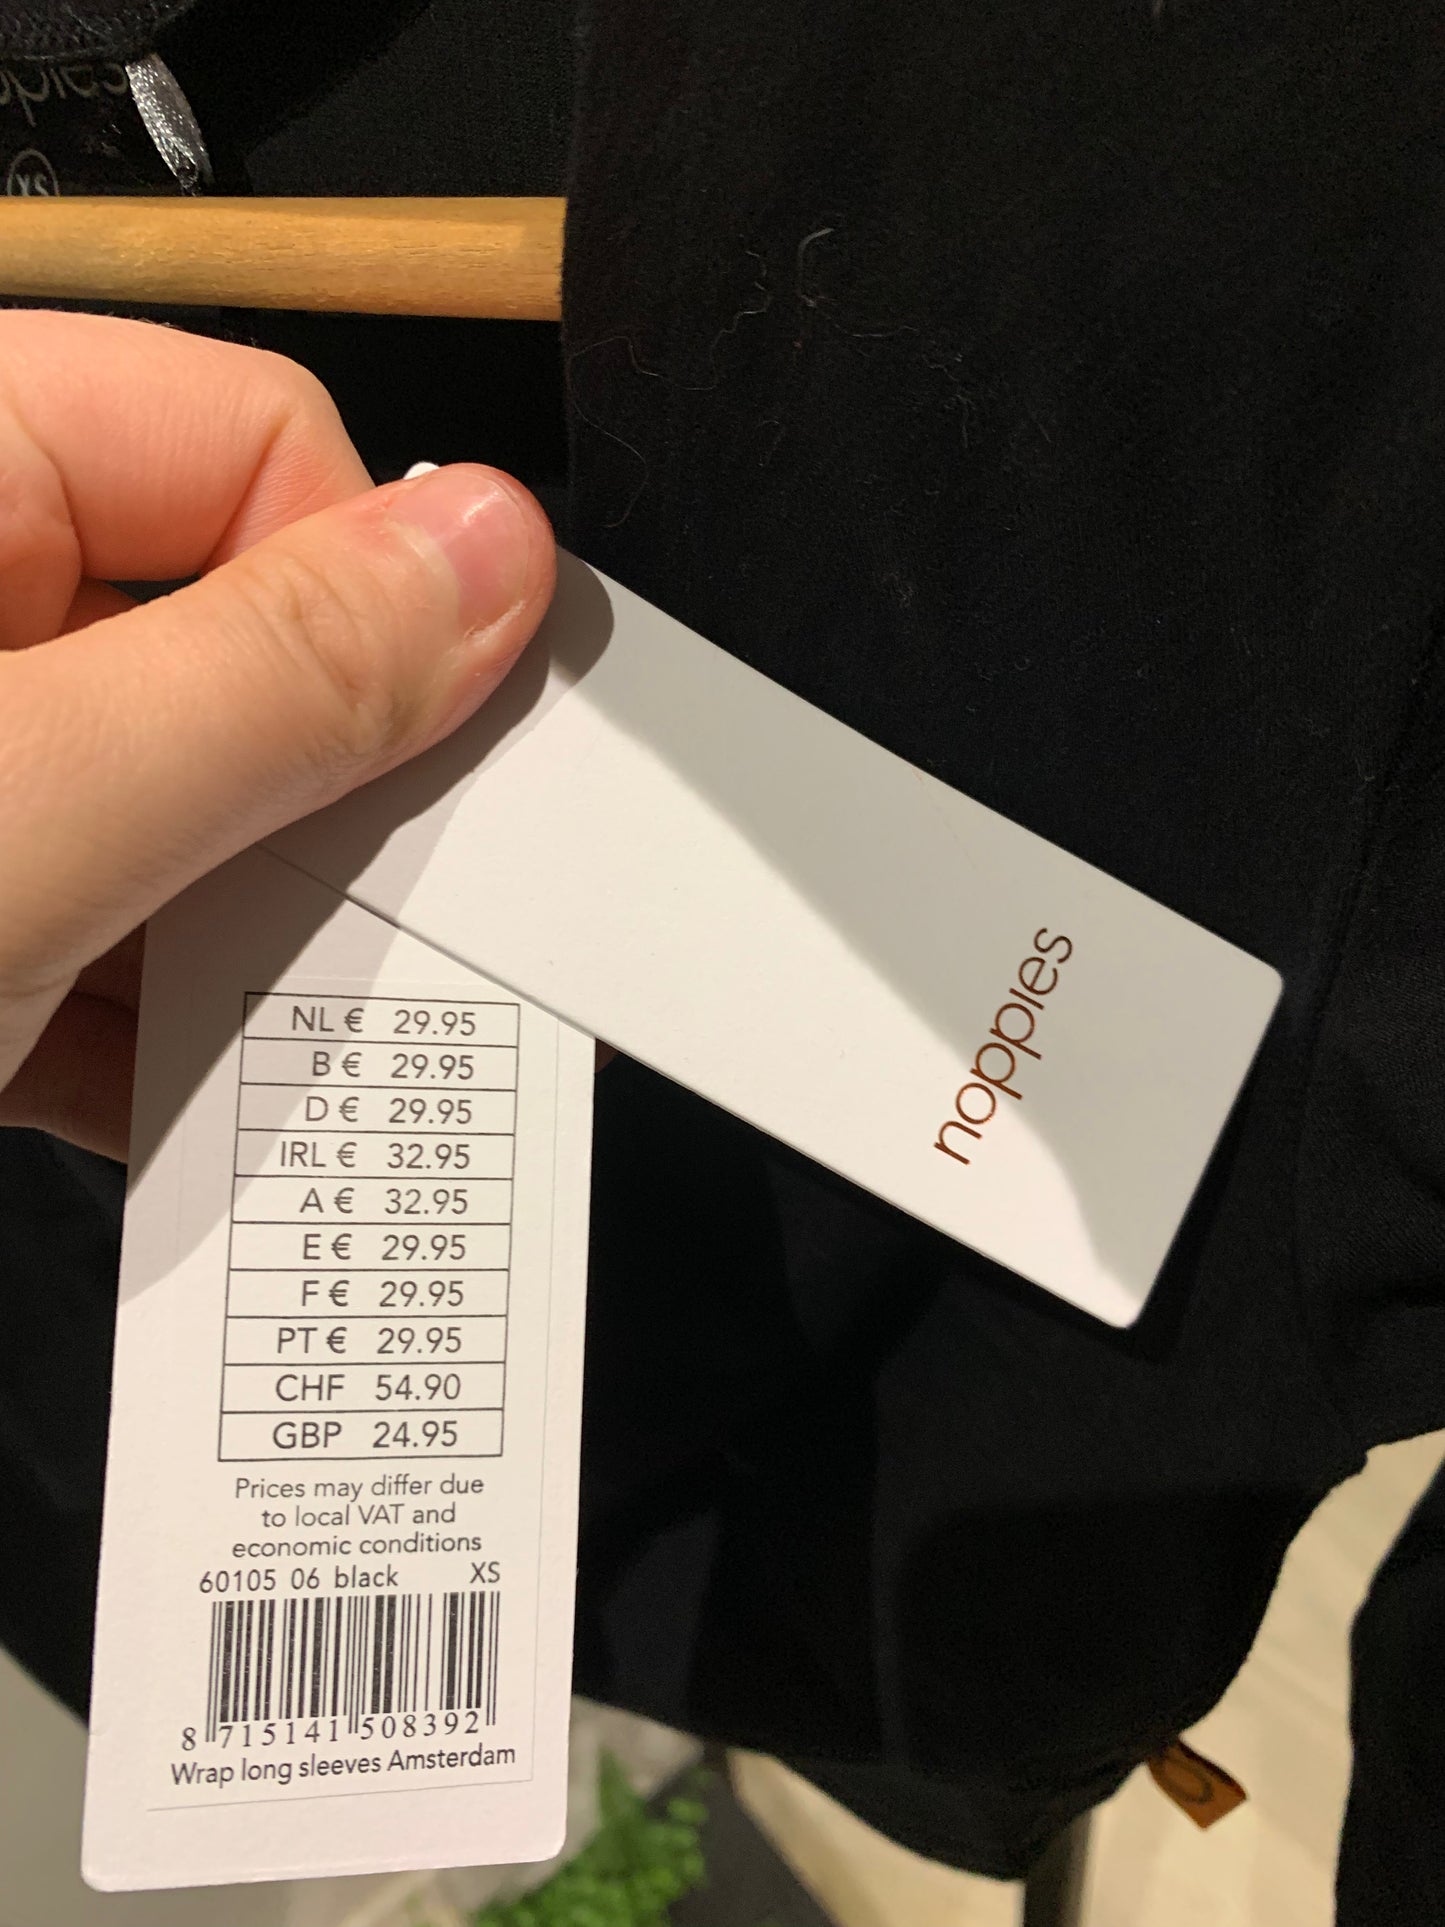 XS
noppies
NL € 29.95
B € 29.95
D € 29.95
IRL € 32.95
A € 32.95
E € 29.95
F € 29.95
PT € 29.95
CHF 54.90
GBP 24.95
Prices may differ due
to local VAT and
economic conditions
60105 06 black XS
8 715141 508392
Wrap long sleeves Amsterdam